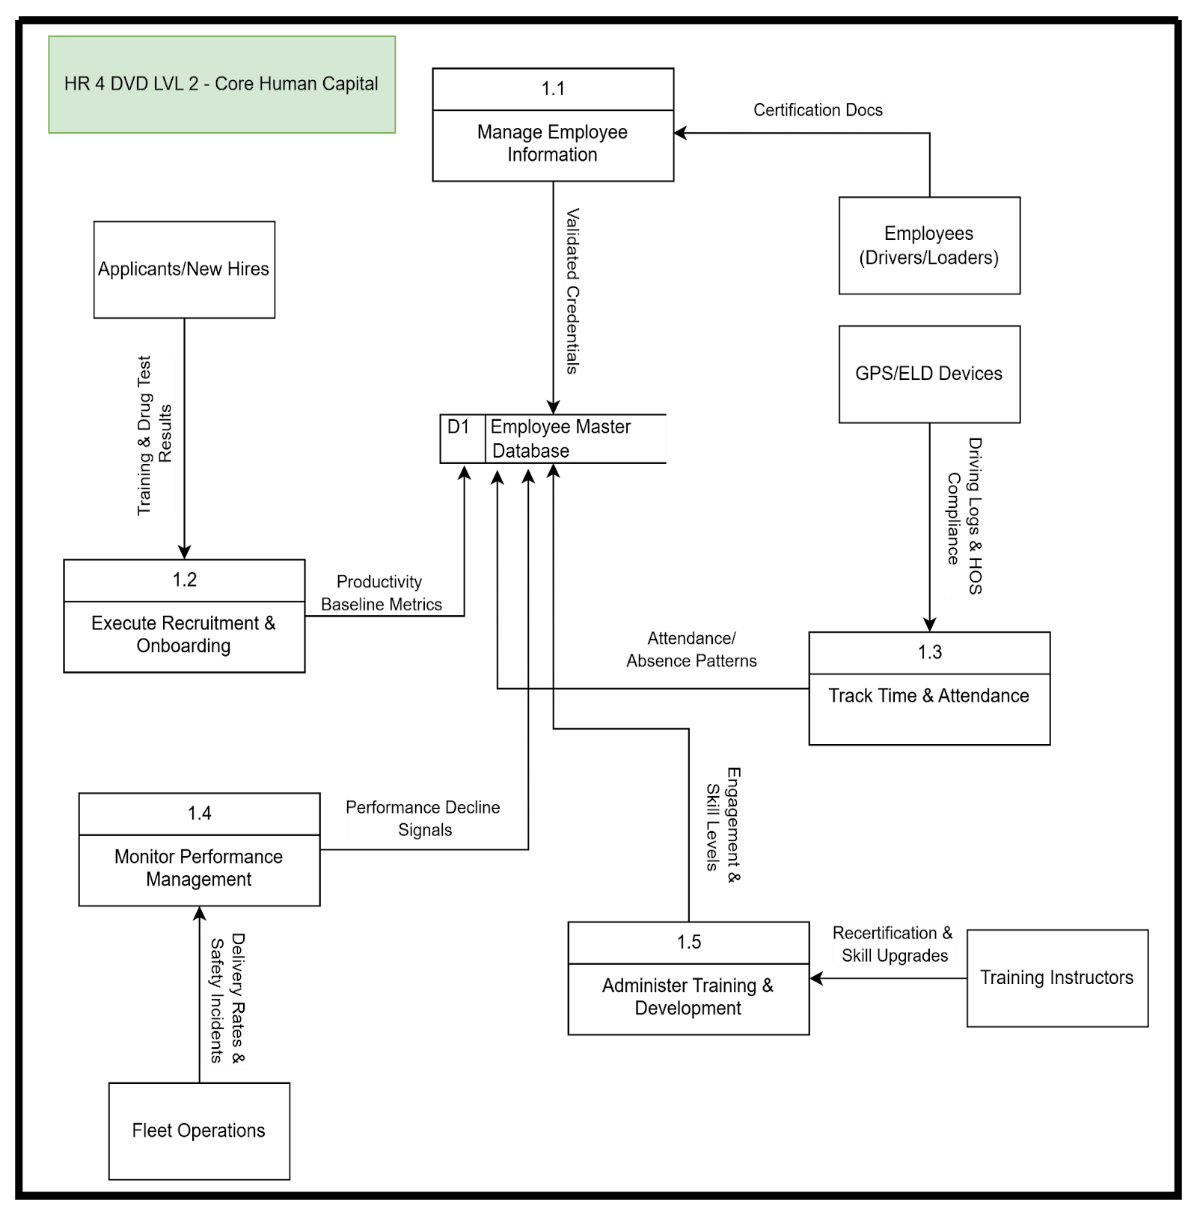 HR 4 DVD LVL 2 - Core Human Capital
1.1
Manage Employee
Information
Certification Docs
Employees
(Drivers/Loaders)
Applicants/New Hires
Validated Credentials
GPS/ELD Devices
Training & Drug Test
Results
D1
Employee Master
Database
Driving Logs & HOS
Compliance
1.2
Execute Recruitment &
Onboarding
Productivity
Baseline Metrics
Attendance/
Absence Patterns
1.3
Track Time & Attendance
Engagement &
Skill Levels
1.4
Monitor Performance
Management
Performance Decline
Signals
Delivery Rates &
Safety Incidents
1.5
Administer Training &
Development
Recertification &
Skill Upgrades
Training Instructors
Fleet Operations